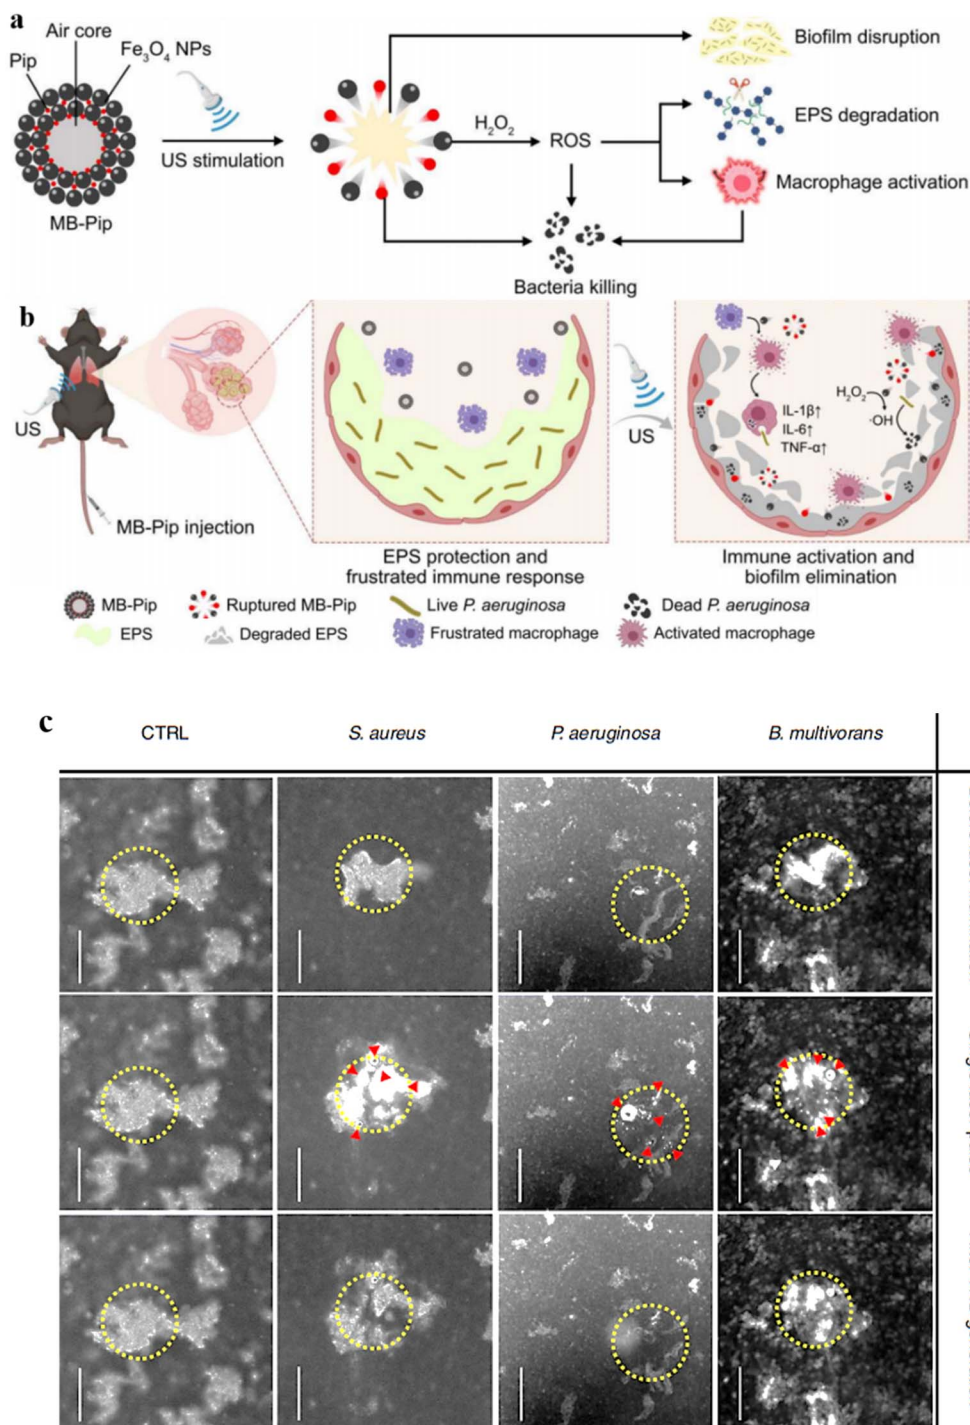 a
Air core
Pip
Fe₃O₄ NPs
US stimulation
MB-Pip
H₂O₂
ROS
Biofilm disruption
EPS degradation
Macrophage activation
Bacteria killing
b
US
MB-Pip injection
EPS protection and
frustrated immune response
US
IL-1β↑
IL-6↑
TNF-α↑
H₂O₂
·OH
Immune activation and
biofilm elimination
MB-Pip
Ruptured MB-Pip
Live P. aeruginosa
Dead P. aeruginosa
EPS
Degraded EPS
Frustrated macrophage
Activated macrophage
c
CTRL
S. aureus
P. aeruginosa
B. multivorans